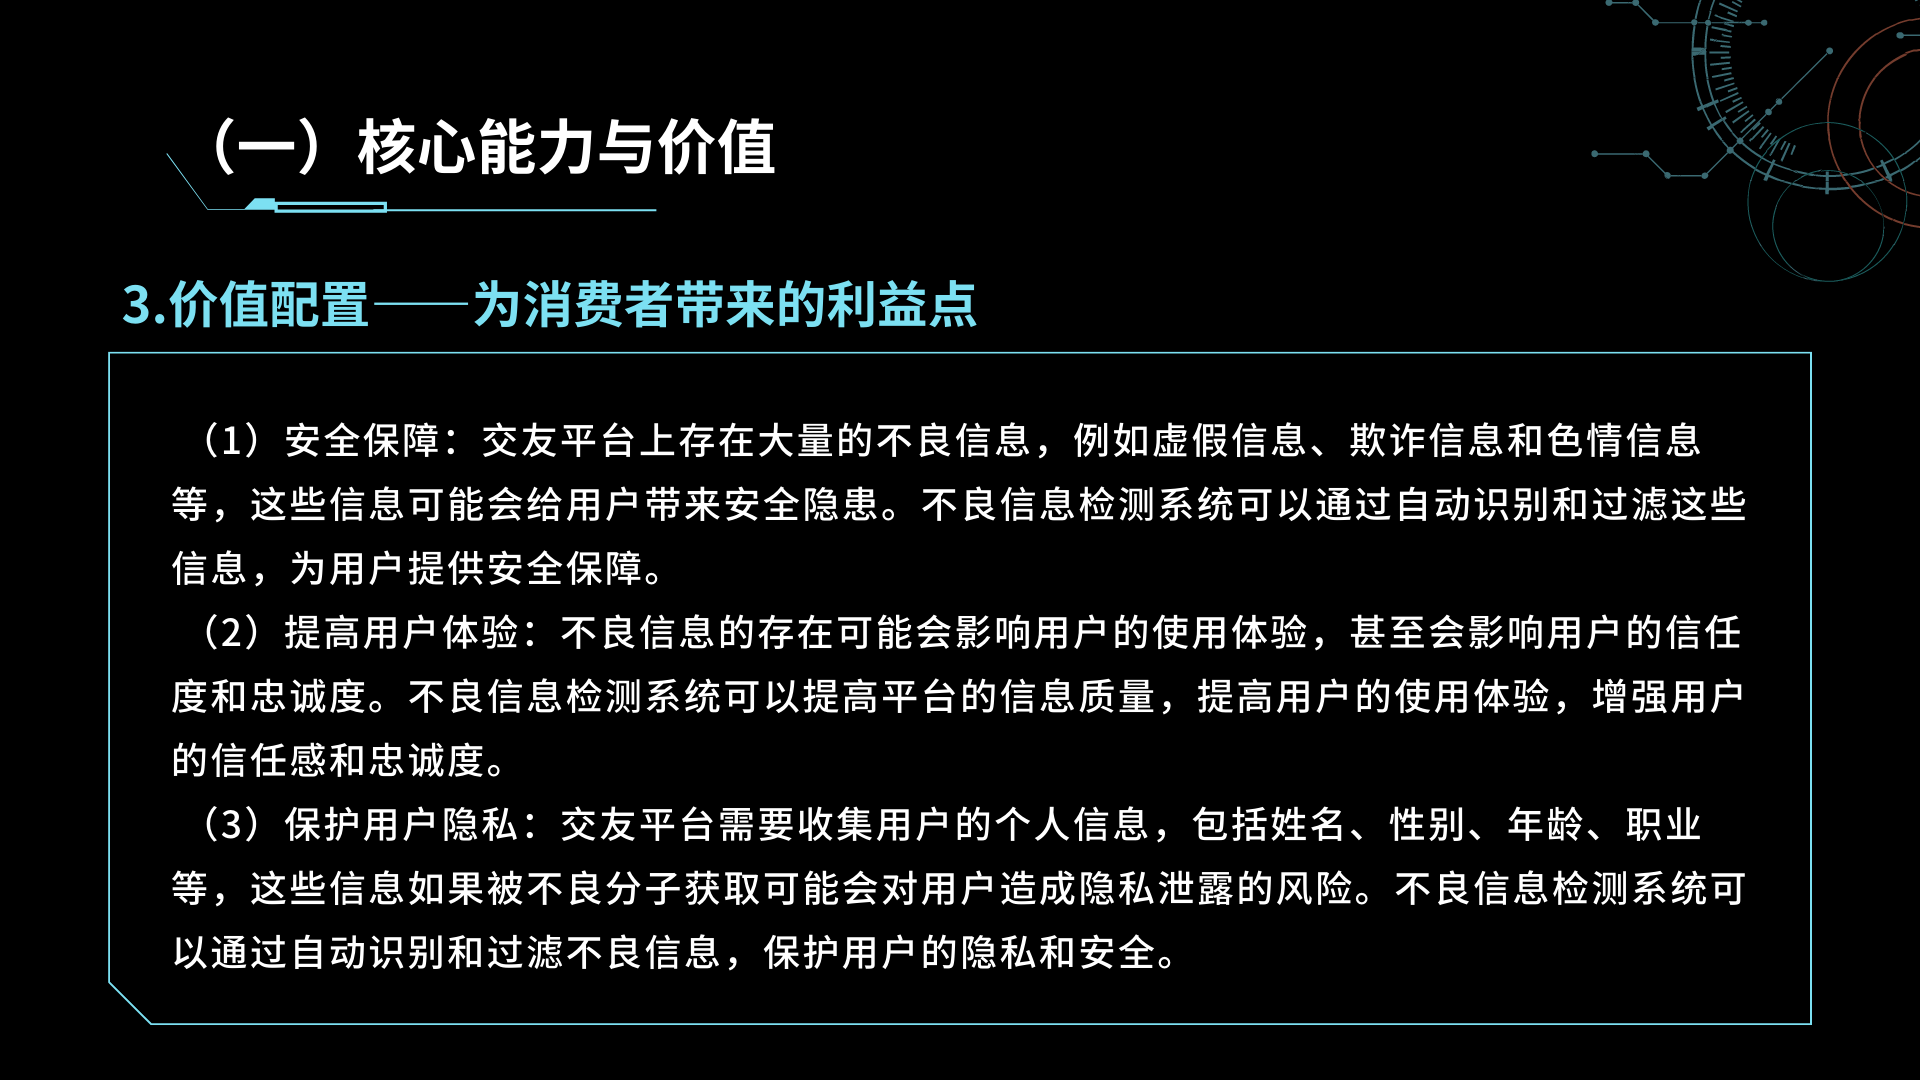 （一）核心能力与价值
3.价值配置——为消费者带来的利益点
（1）安全保障：交友平台上存在大量的不良信息，例如虚假信息、欺诈信息和色情信息
等，这些信息可能会给用户带来安全隐患。不良信息检测系统可以通过自动识别和过滤这些
信息，为用户提供安全保障。
（2）提高用户体验：不良信息的存在可能会影响用户的使用体验，甚至会影响用户的信任
度和忠诚度。不良信息检测系统可以提高平台的信息质量，提高用户的使用体验，增强用户
的信任感和忠诚度。
（3）保护用户隐私：交友平台需要收集用户的个人信息，包括姓名、性别、年龄、职业
等，这些信息如果被不良分子获取可能会对用户造成隐私泄露的风险。不良信息检测系统可
以通过自动识别和过滤不良信息，保护用户的隐私和安全。